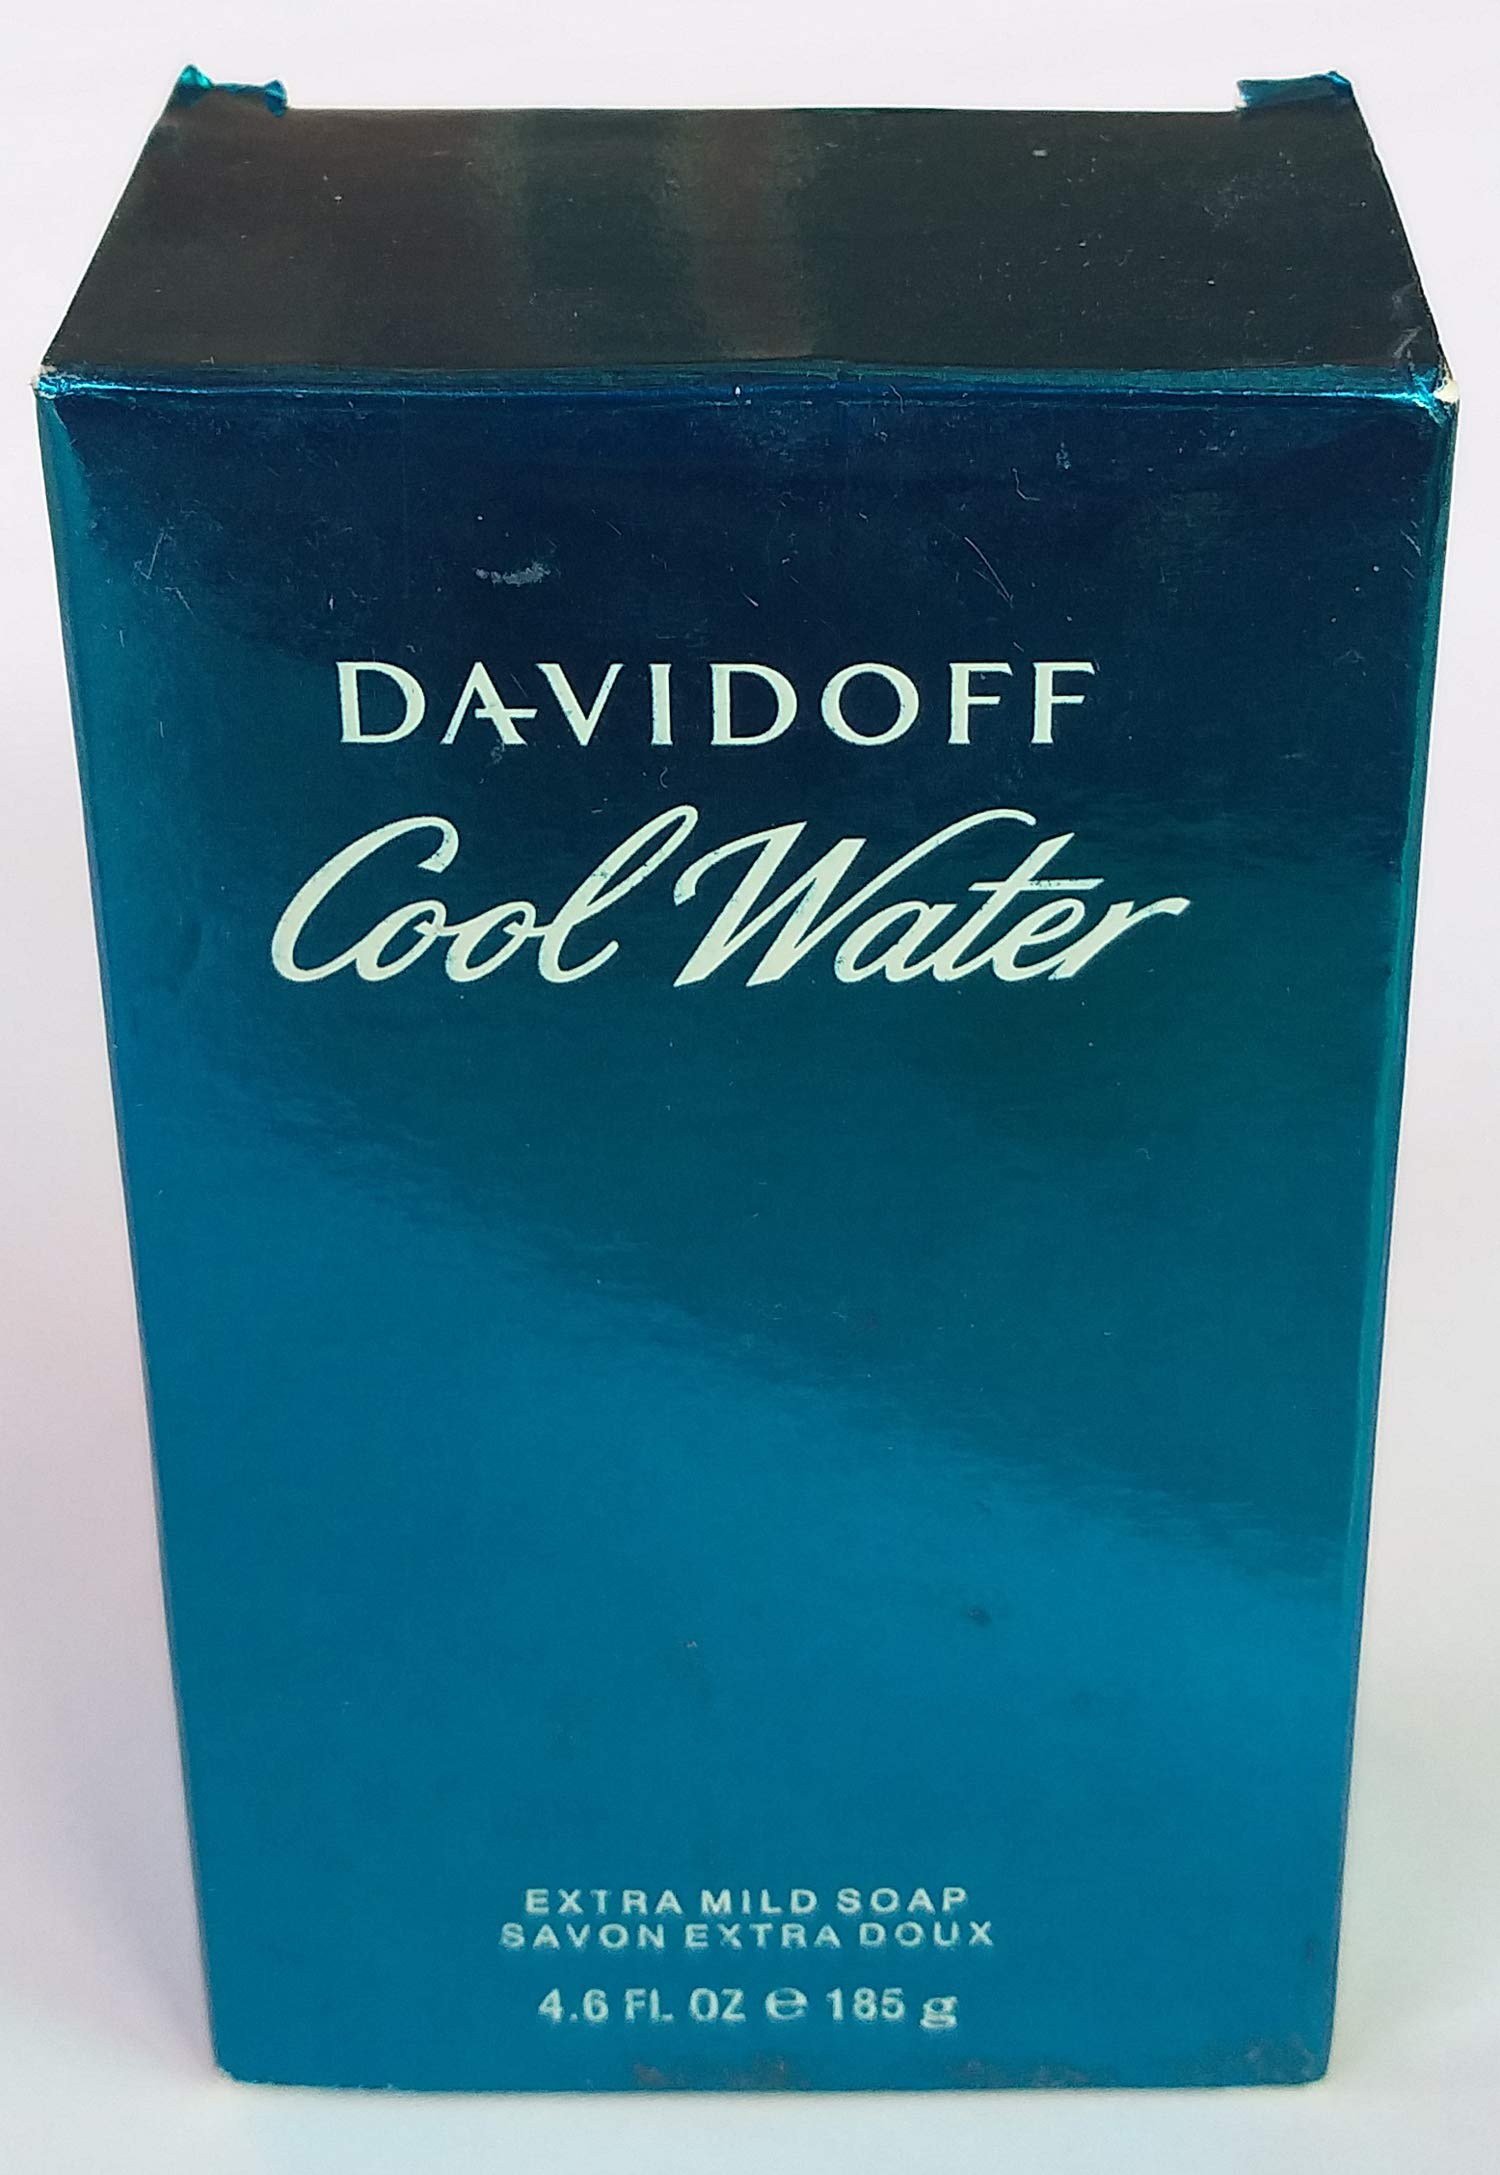 DAVIDOFF
Cool Water
EXTRA MILD SOAP
SAVON EXTRA DOUX
4.6 FL OZ ℮ 185 g